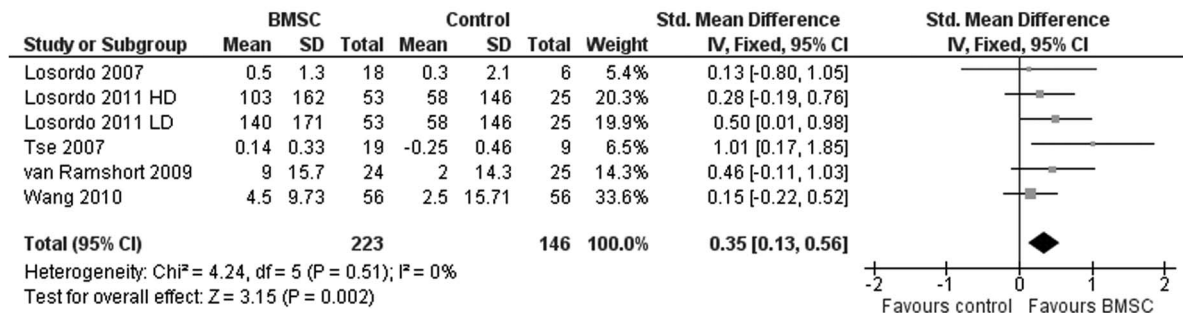 BMSC Control Std. Mean Difference Std. Mean Difference
Study or Subgroup Mean SD Total Mean SD Total Weight IV, Fixed, 95% CI IV, Fixed, 95% CI
Losordo 2007 0.5 1.3 18 0.3 2.1 6 5.4% 0.13 [-0.80, 1.05]
Losordo 2011 HD 103 162 53 58 146 25 20.3% 0.28 [-0.19, 0.76]
Losordo 2011 LD 140 171 53 58 146 25 19.9% 0.50 [0.01, 0.98]
Tse 2007 0.14 0.33 19 -0.25 0.46 9 6.5% 1.01 [0.17, 1.85]
van Ramshort 2009 9 15.7 24 2 14.3 25 14.3% 0.46 [-0.11, 1.03]
Wang 2010 4.5 9.73 56 2.5 15.71 56 33.6% 0.15 [-0.22, 0.52]
Total (95% CI) 223 146 100.0% 0.35 [0.13, 0.56]
Heterogeneity: Chi² = 4.24, df = 5 (P = 0.51); I² = 0%
Test for overall effect: Z = 3.15 (P = 0.002)
-2 -1 0 1 2
Favours control Favours BMSC